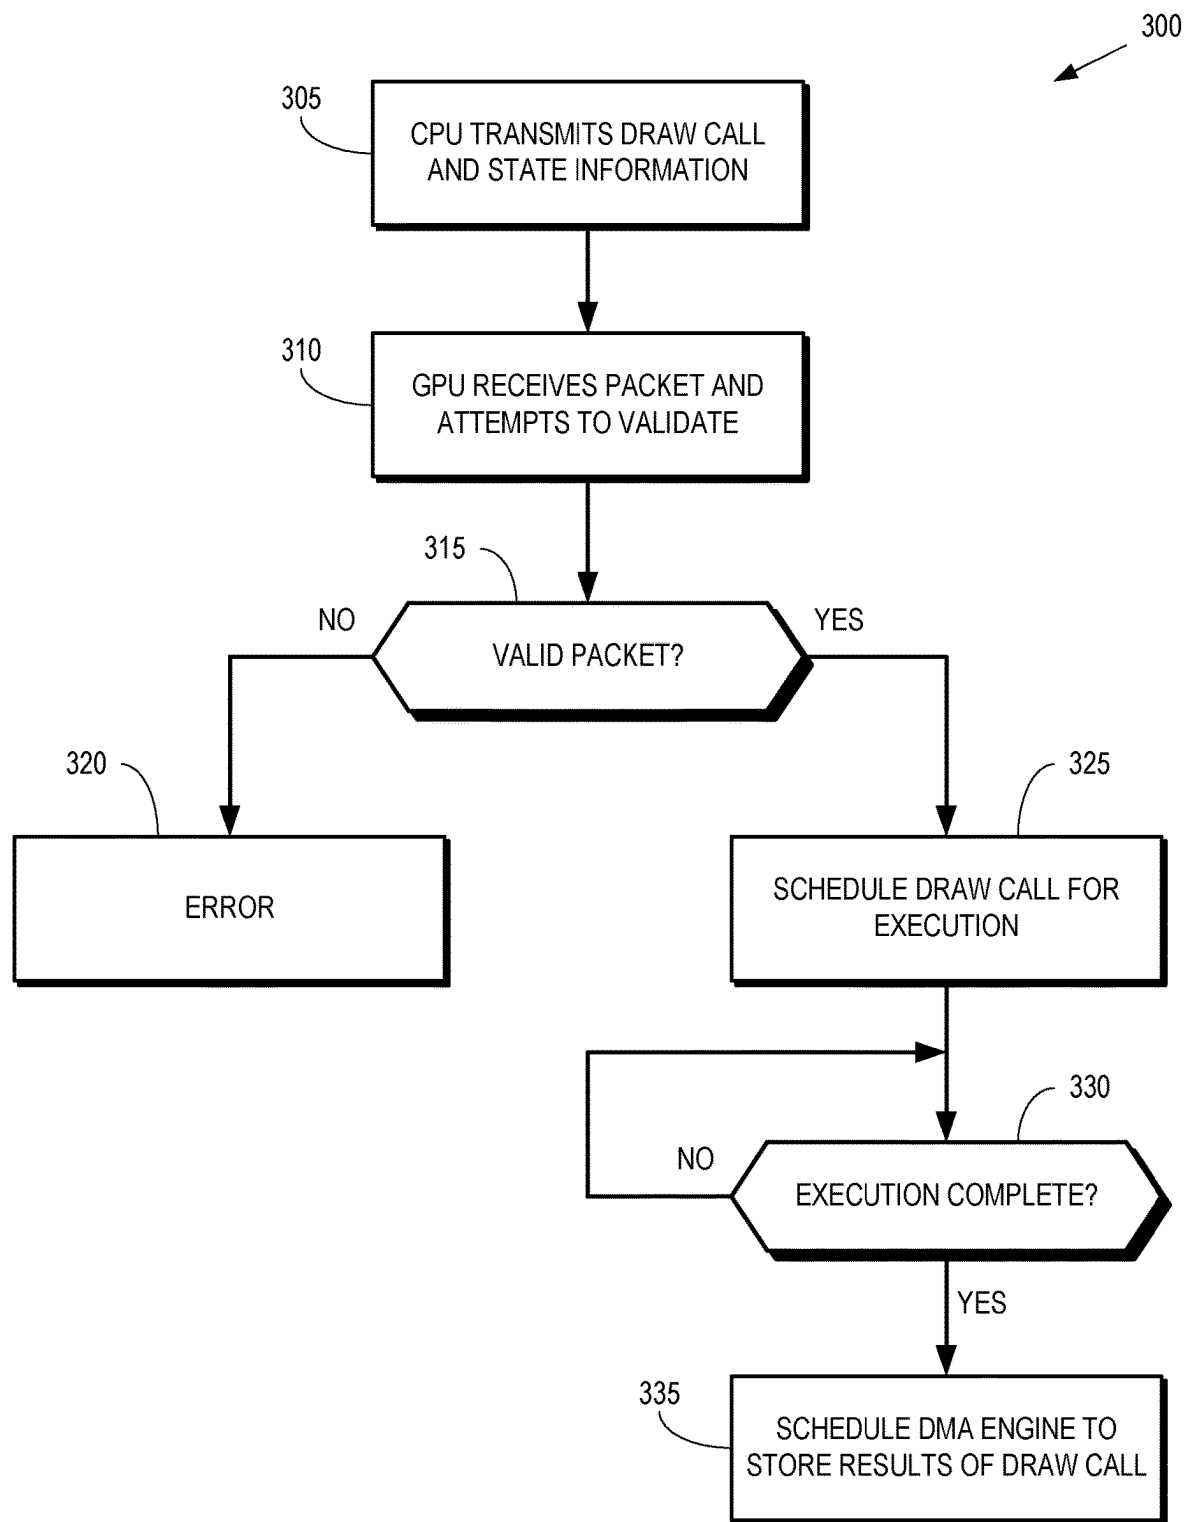 300
305
CPU TRANSMITS DRAW CALL
AND STATE INFORMATION
310
GPU RECEIVES PACKET AND
ATTEMPTS TO VALIDATE
315
NO
YES
VALID PACKET?
320
325
ERROR
SCHEDULE DRAW CALL FOR
EXECUTION
330
NO
EXECUTION COMPLETE?
YES
335
SCHEDULE DMA ENGINE TO
STORE RESULTS OF DRAW CALL